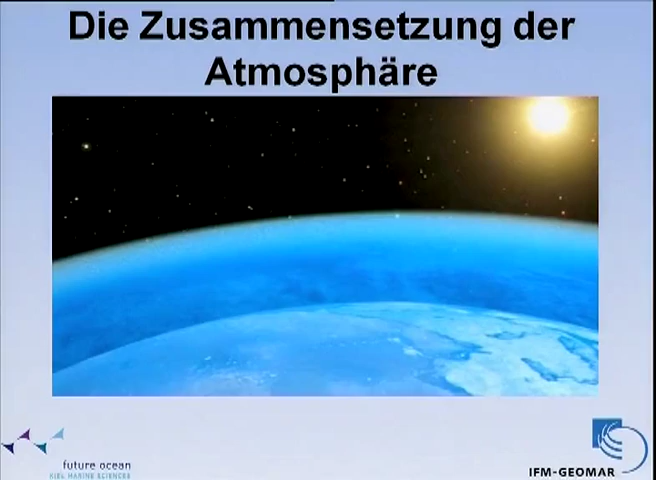 Die Zusammensetzung der
Atmosphäre
future ocean
KIEL MARINE SCIENCES
IFM-GEOMAR